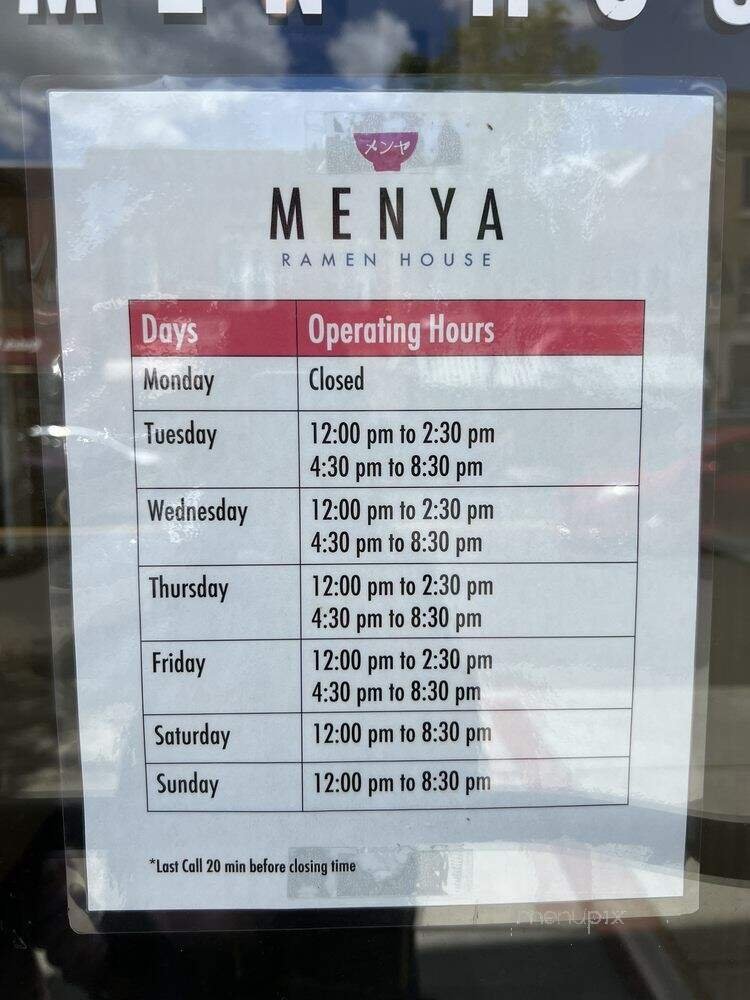 MEN HOU
メンヤ
MENYA
RAMEN HOUSE
Days Operating Hours
Monday Closed
Tuesday 12:00 pm to 2:30 pm
4:30 pm to 8:30 pm
Wednesday 12:00 pm to 2:30 pm
4:30 pm to 8:30 pm
Thursday 12:00 pm to 2:30 pm
4:30 pm to 8:30 pm
Friday 12:00 pm to 2:30 pm
4:30 pm to 8:30 pm
Saturday 12:00 pm to 8:30 pm
Sunday 12:00 pm to 8:30 pm
*Last Call 20 min before closing time
menupix